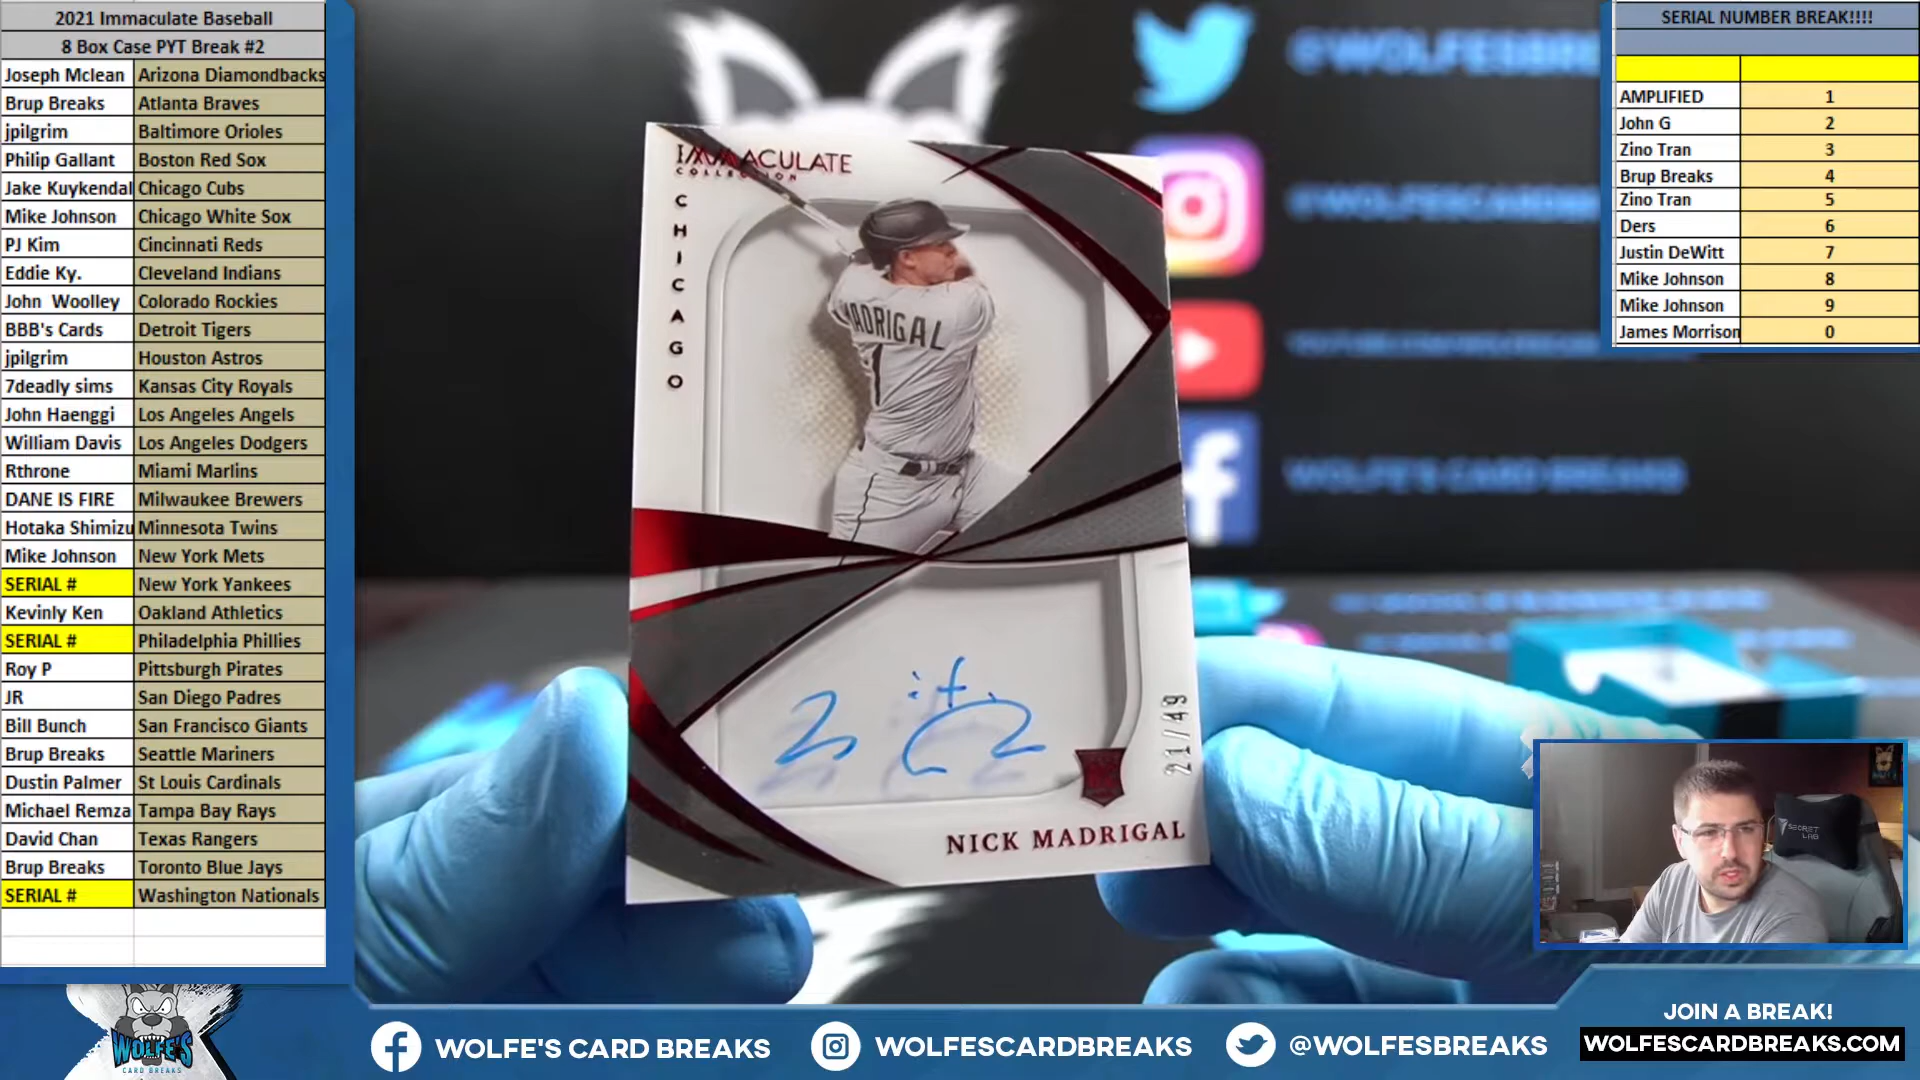 2021 Immaculate Baseball
8 Box Case PYT Break #2
Joseph Mclean Arizona Diamondbacks
Brup Breaks Atlanta Braves
jpilgrim Baltimore Orioles
Philip Gallant Boston Red Sox
Jake Kuykendal Chicago Cubs
Mike Johnson Chicago White Sox
PJ Kim Cincinnati Reds
Eddie Ky. Cleveland Indians
John Woolley Colorado Rockies
BBB's Cards Detroit Tigers
jpilgrim Houston Astros
7deadly sims Kansas City Royals
John Haenggi Los Angeles Angels
William Davis Los Angeles Dodgers
Rthrone Miami Marlins
DANE IS FIRE Milwaukee Brewers
Hotaka Shimizu Minnesota Twins
Mike Johnson New York Mets
SERIAL # New York Yankees
Kevinly Ken Oakland Athletics
SERIAL # Philadelphia Phillies
Roy P Pittsburgh Pirates
JR San Diego Padres
Bill Bunch San Francisco Giants
Brup Breaks Seattle Mariners
Dustin Palmer St Louis Cardinals
Michael Remza Tampa Bay Rays
David Chan Texas Rangers
Brup Breaks Toronto Blue Jays
SERIAL # Washington Nationals
IMMACULATE
COLLECTION
CHICAGO
MADRIGAL
1
21/49
NICK MADRIGAL
WOLFE'S CARD BREAKS
SERIAL NUMBER BREAK!!!!
AMPLIFIED 1
John G 2
Zino Tran 3
Brup Breaks 4
Zino Tran 5
Ders 6
Justin DeWitt 7
Mike Johnson 8
Mike Johnson 9
James Morrison 0
SECRET
LAB
WOLFE'S
CARD BREAKS
WOLFE'S CARD BREAKS
WOLFESCARDBREAKS
@WOLFESBREAKS
JOIN A BREAK!
WOLFESCARDBREAKS.COM